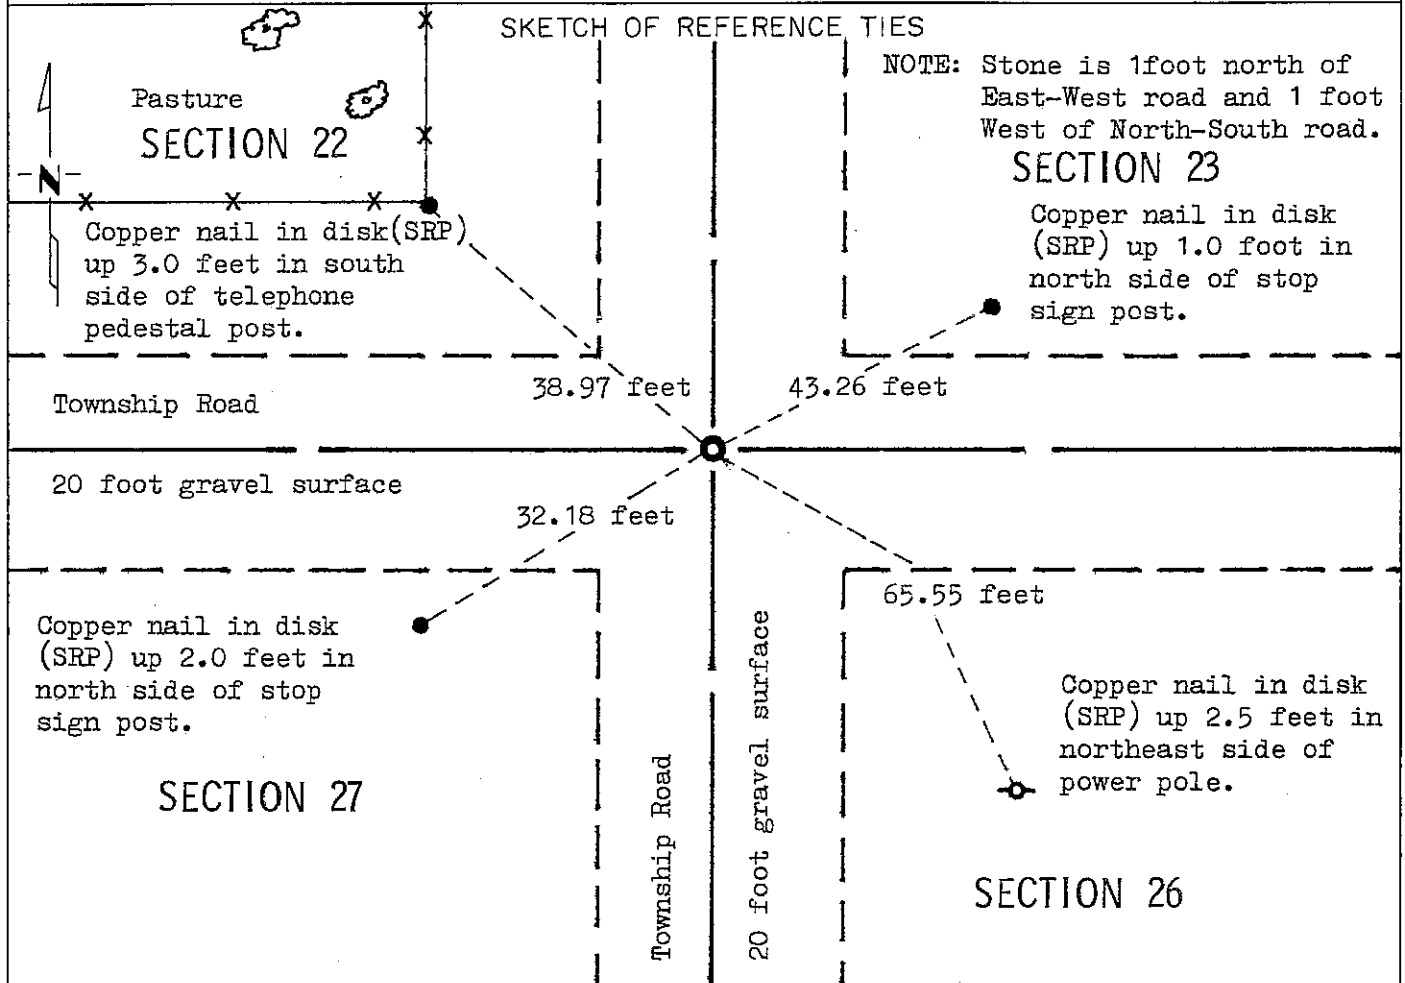 SKETCH OF REFERENCE TIES
NOTE: Stone is 1foot north of
East-West road and 1 foot
West of North-South road.
Pasture
SECTION 22
N
SECTION 23
Copper nail in disk(SRP)
up 3.0 feet in south
side of telephone
pedestal post.
Copper nail in disk
(SRP) up 1.0 foot in
north side of stop
sign post.
38.97 feet
43.26 feet
Township Road
20 foot gravel surface
32.18 feet
65.55 feet
Copper nail in disk
(SRP) up 2.0 feet in
north side of stop
sign post.
SECTION 27
Township Road
20 foot gravel surface
Copper nail in disk
(SRP) up 2.5 feet in
northeast side of
power pole.
SECTION 26